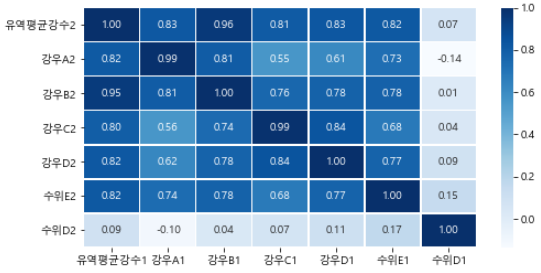 유역평균강수2 1.00 0.83 0.96 0.81 0.83 0.82 0.07
강우A2 0.82 0.99 0.81 0.55 0.61 0.73 -0.14
강우B2 0.95 0.81 1.00 0.76 0.78 0.78 0.01
강우C2 0.80 0.56 0.74 0.99 0.84 0.68 0.04
강우D2 0.82 0.62 0.78 0.84 1.00 0.77 0.09
수위E2 0.82 0.74 0.78 0.68 0.77 1.00 0.15
수위D2 0.09 -0.10 0.04 0.07 0.11 0.17 1.00
유역평균강수1 강우A1 강우B1 강우C1 강우D1 수위E1 수위D1
1.0
0.8
0.6
0.4
0.2
0.0